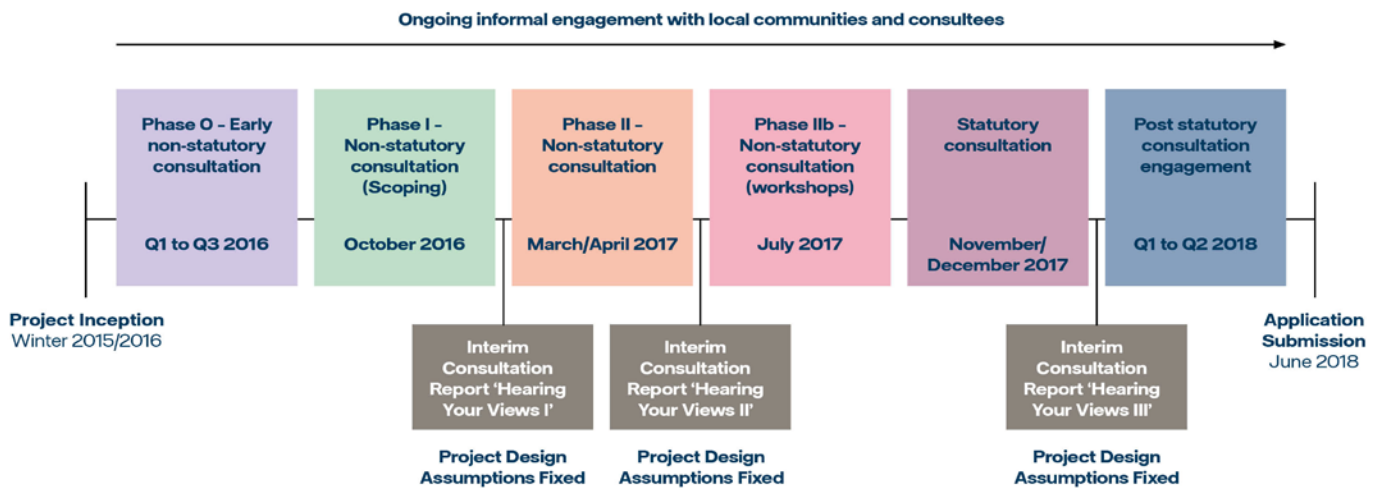 Ongoing informal engagement with local communities and consultees
Phase 0 – Early
non-statutory
consultation
Q1 to Q3 2016
Phase I –
Non-statutory
consultation
(Scoping)
October 2016
Phase II –
Non-statutory
consultation
March/April 2017
Phase IIb –
Non-statutory
consultation
(workshops)
July 2017
Statutory
consultation
November/
December 2017
Post statutory
consultation
engagement
Q1 to Q2 2018
Project Inception
Winter 2015/2016
Interim
Consultation
Report ‘Hearing
Your Views I’
Project Design
Assumptions Fixed
Interim
Consultation
Report ‘Hearing
Your Views II’
Project Design
Assumptions Fixed
Interim
Consultation
Report ‘Hearing
Your Views III’
Project Design
Assumptions Fixed
Application
Submission
June 2018